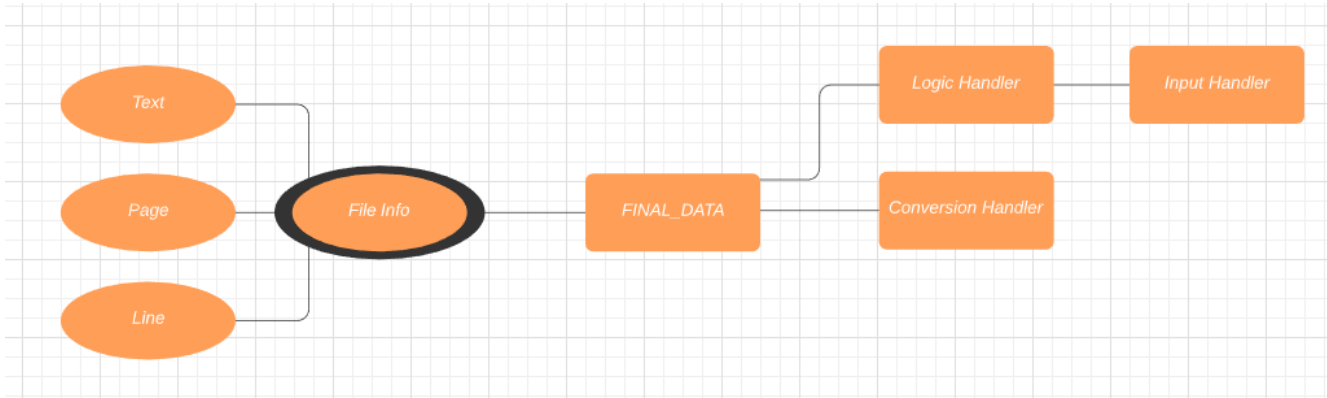 Text
Page
Line
File Info
FINAL_DATA
Logic Handler
Input Handler
Conversion Handler